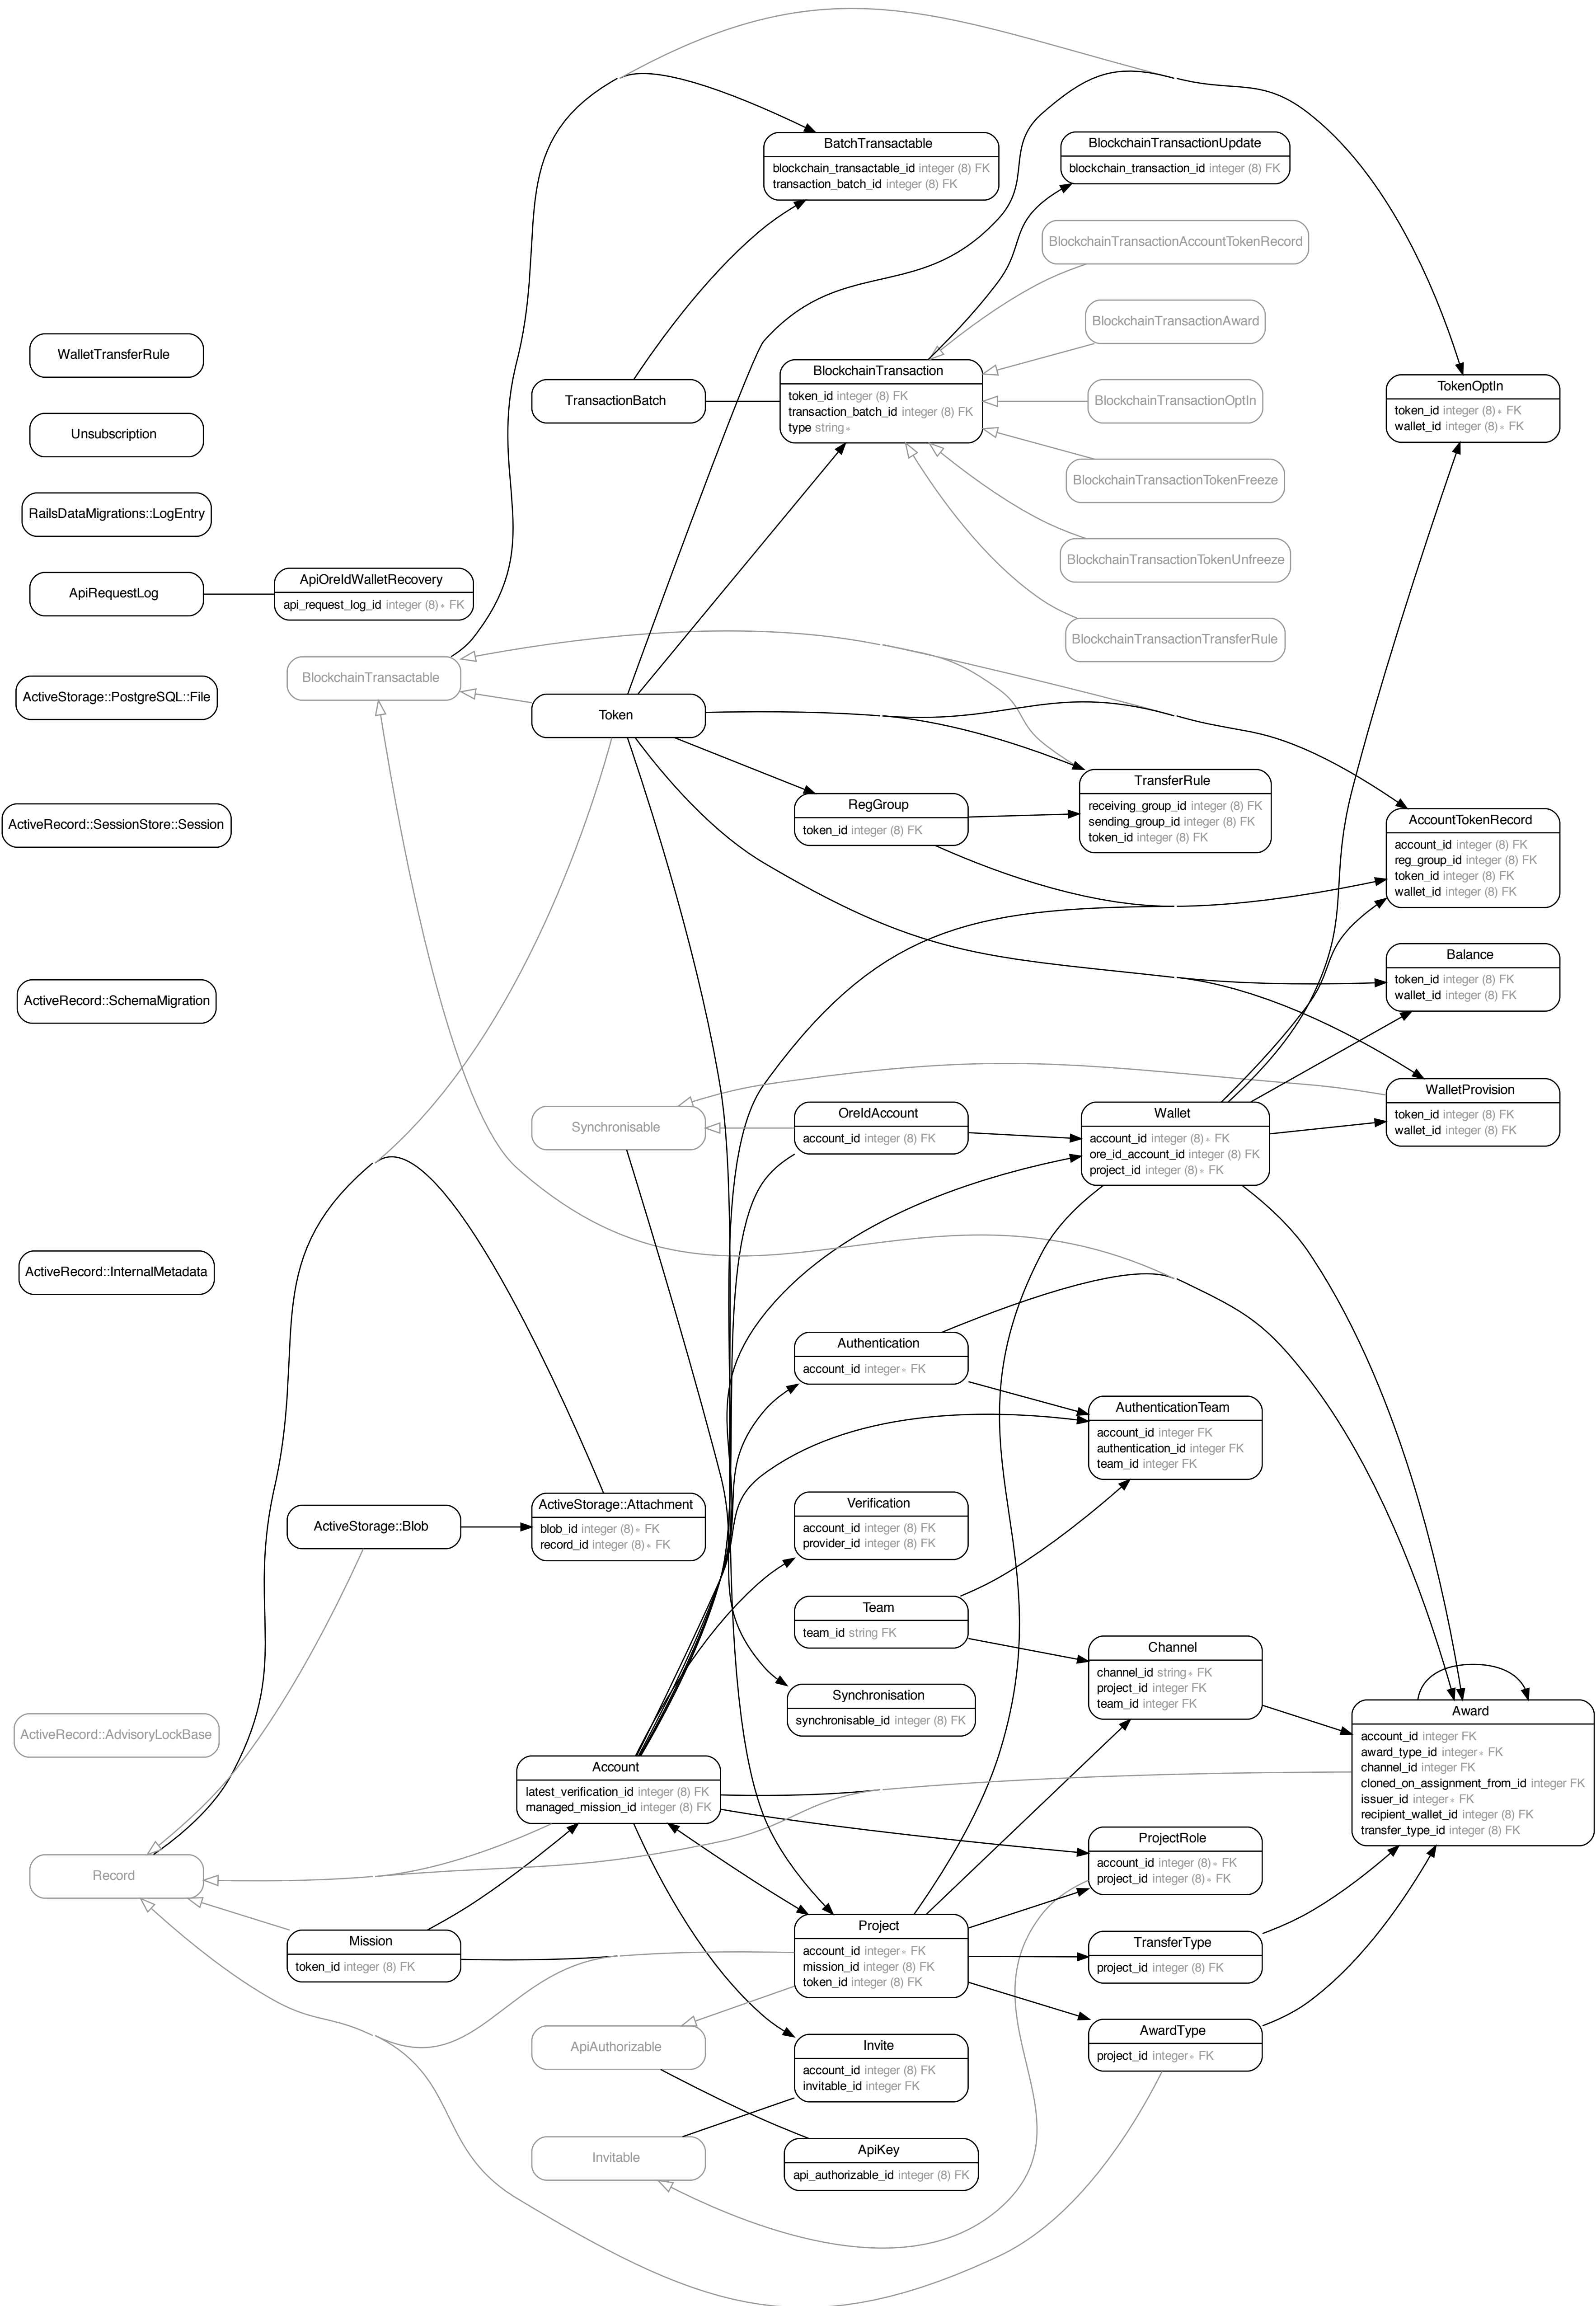 BatchTransactable
blockchain_transactable_id integer (8) FK
transaction_batch_id integer (8) FK
BlockchainTransactionUpdate
blockchain_transaction_id integer (8) FK
BlockchainTransactionAccountTokenRecord
BlockchainTransactionAward
WalletTransferRule
TransactionBatch
BlockchainTransaction
token_id integer (8) FK
transaction_batch_id integer (8) FK
type string∗
BlockchainTransactionOptIn
TokenOptIn
token_id integer (8)∗ FK
wallet_id integer (8)∗ FK
Unsubscription
BlockchainTransactionTokenFreeze
RailsDataMigrations::LogEntry
BlockchainTransactionTokenUnfreeze
ApiRequestLog
ApiOreIdWalletRecovery
api_request_log_id integer (8)∗ FK
BlockchainTransactionTransferRule
BlockchainTransactable
ActiveStorage::PostgreSQL::File
Token
TransferRule
receiving_group_id integer (8) FK
sending_group_id integer (8) FK
token_id integer (8) FK
RegGroup
token_id integer (8) FK
ActiveRecord::SessionStore::Session
AccountTokenRecord
account_id integer (8) FK
reg_group_id integer (8) FK
token_id integer (8) FK
wallet_id integer (8) FK
Balance
token_id integer (8) FK
wallet_id integer (8) FK
ActiveRecord::SchemaMigration
WalletProvision
token_id integer (8) FK
wallet_id integer (8) FK
Synchronisable
OreIdAccount
account_id integer (8) FK
Wallet
account_id integer (8)∗ FK
ore_id_account_id integer (8) FK
project_id integer (8)∗ FK
ActiveRecord::InternalMetadata
Authentication
account_id integer∗ FK
AuthenticationTeam
account_id integer FK
authentication_id integer FK
team_id integer FK
ActiveStorage::Blob
ActiveStorage::Attachment
blob_id integer (8)∗ FK
record_id integer (8)∗ FK
Verification
account_id integer (8) FK
provider_id integer (8) FK
Team
team_id string FK
Channel
channel_id string∗ FK
project_id integer FK
team_id integer FK
Synchronisation
synchronisable_id integer (8) FK
ActiveRecord::AdvisoryLockBase
Award
account_id integer FK
award_type_id integer∗ FK
channel_id integer FK
cloned_on_assignment_from_id integer FK
issuer_id integer∗ FK
recipient_wallet_id integer (8) FK
transfer_type_id integer (8) FK
Account
latest_verification_id integer (8) FK
managed_mission_id integer (8) FK
ProjectRole
account_id integer (8)∗ FK
project_id integer (8)∗ FK
Record
Mission
token_id integer (8) FK
Project
account_id integer∗ FK
mission_id integer (8) FK
token_id integer (8) FK
TransferType
project_id integer (8) FK
ApiAuthorizable
AwardType
project_id integer∗ FK
Invite
account_id integer (8) FK
invitable_id integer FK
Invitable
ApiKey
api_authorizable_id integer (8) FK